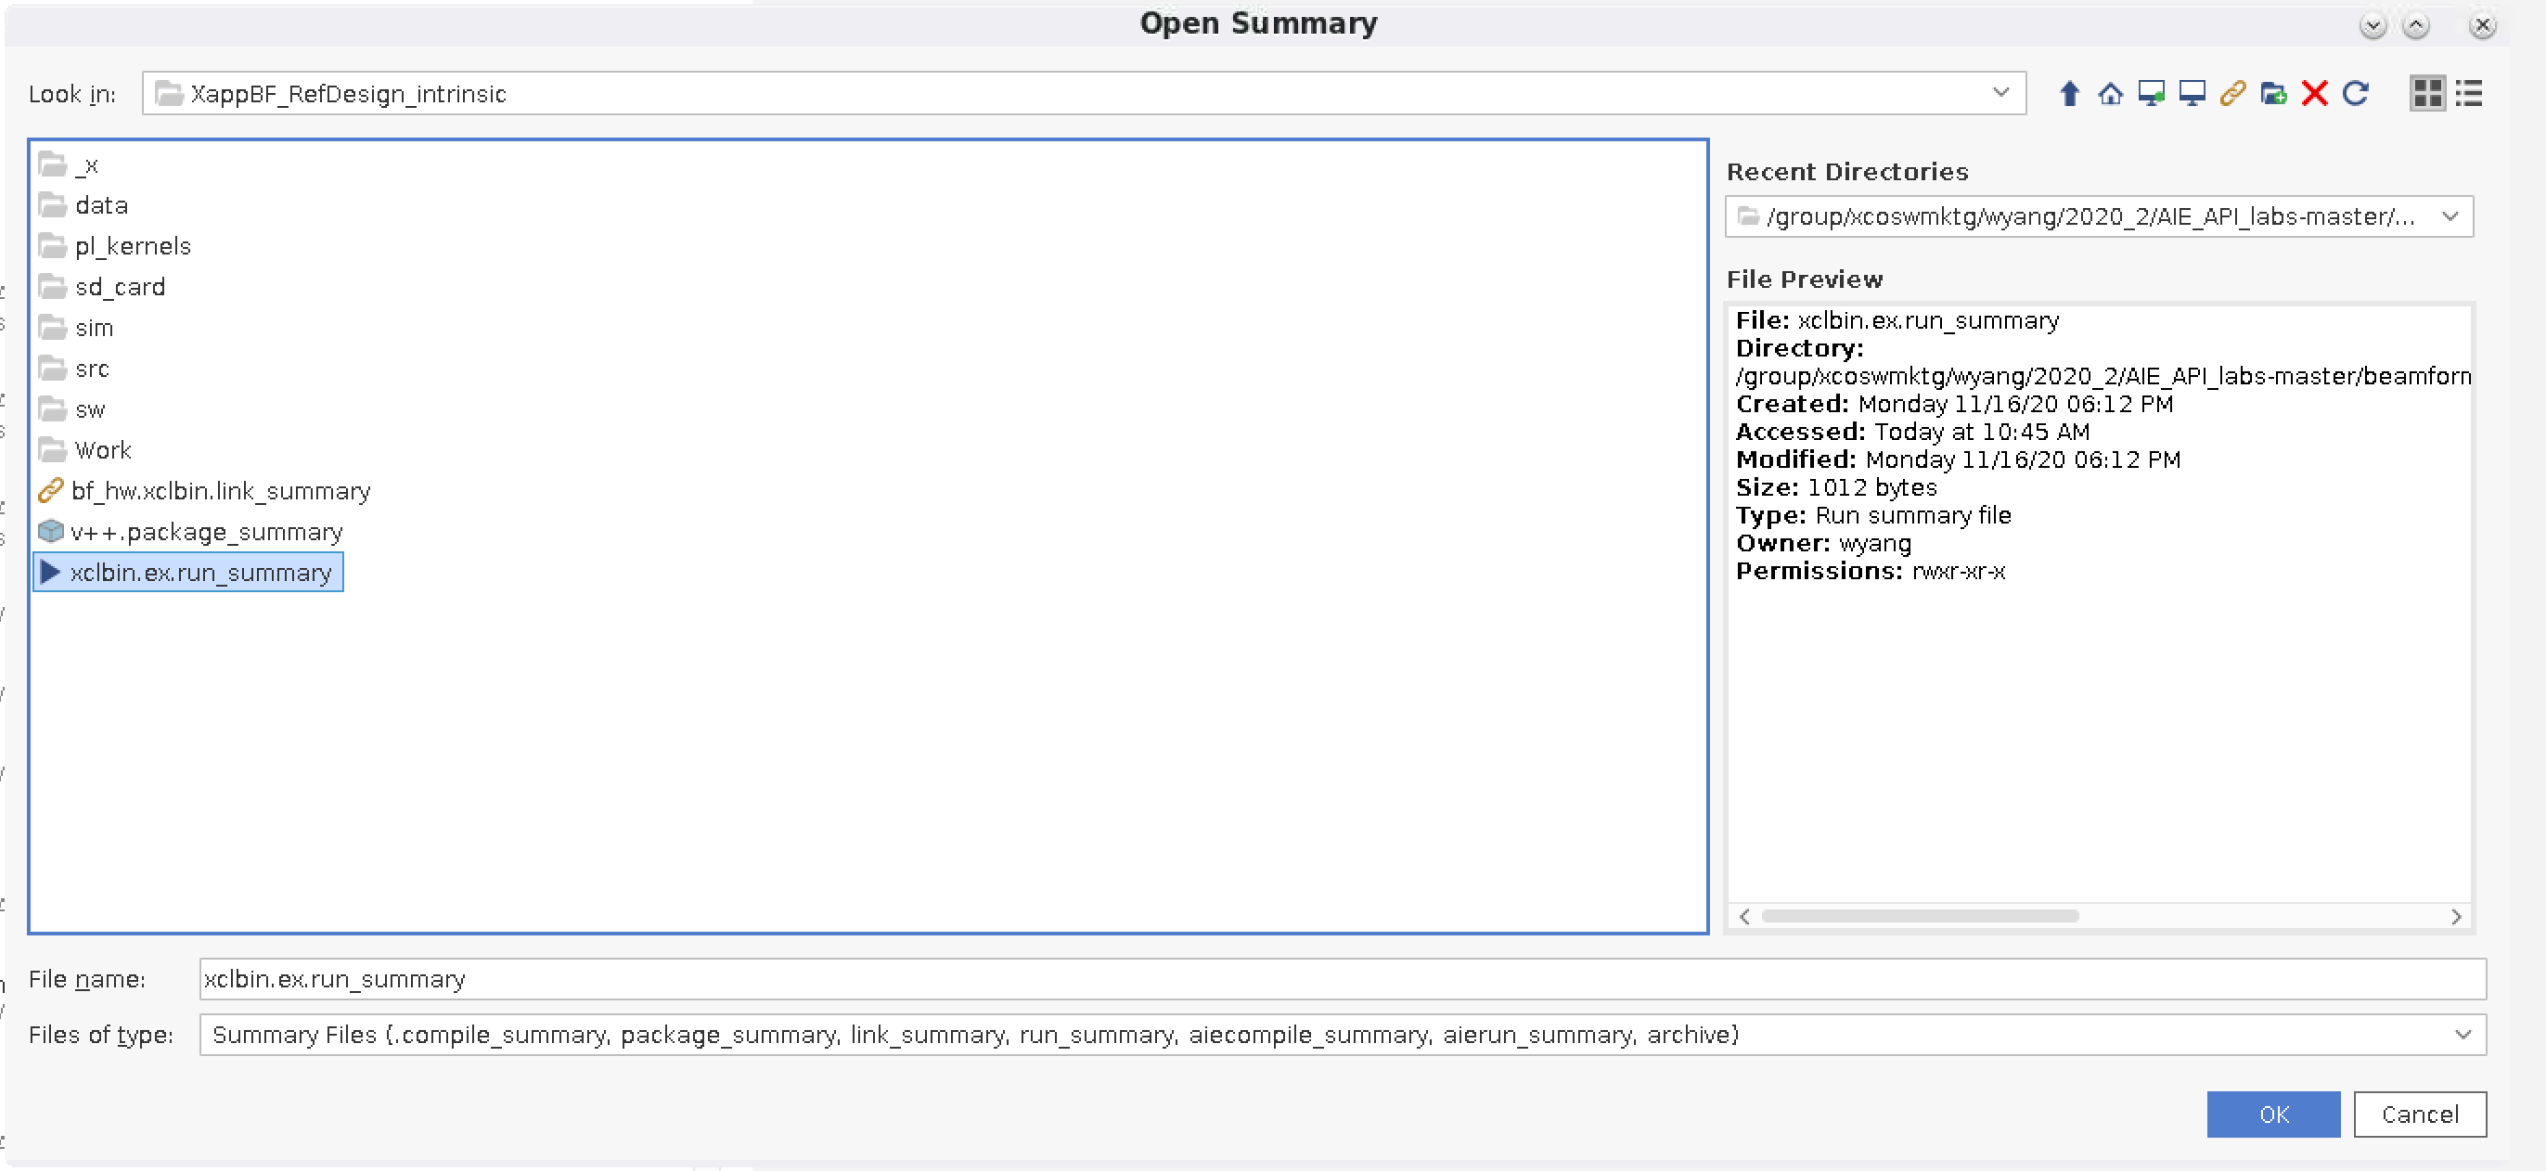 Open Summary
Look in: XappBF_RefDesign_intrinsic
_x
data
pl_kernels
sd_card
sim
src
sw
Work
bf_hw.xclbin.link_summary
v++.package_summary
xclbin.ex.run_summary
Recent Directories
/group/xcoswmktg/wyang/2020_2/AIE_API_labs-master/...
File Preview
File: xclbin.ex.run_summary
Directory:
/group/xcoswmktg/wyang/2020_2/AIE_API_labs-master/beamform
Created: Monday 11/16/20 06:12 PM
Accessed: Today at 10:45 AM
Modified: Monday 11/16/20 06:12 PM
Size: 1012 bytes
Type: Run summary file
Owner: wyang
Permissions: rwxr-xr-x
File name: xclbin.ex.run_summary
Files of type: Summary Files (.compile_summary, package_summary, link_summary, run_summary, aiecompile_summary, aierun_summary, archive)
OK Cancel